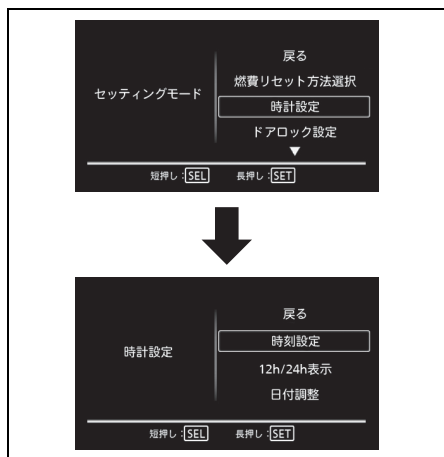 セッティングモード
戻る
燃費リセット方法選択
時計設定
ドアロック設定
▼
短押し:SEL 長押し:SET
時計設定
戻る
時刻設定
12h/24h表示
日付調整
短押し:SEL 長押し:SET